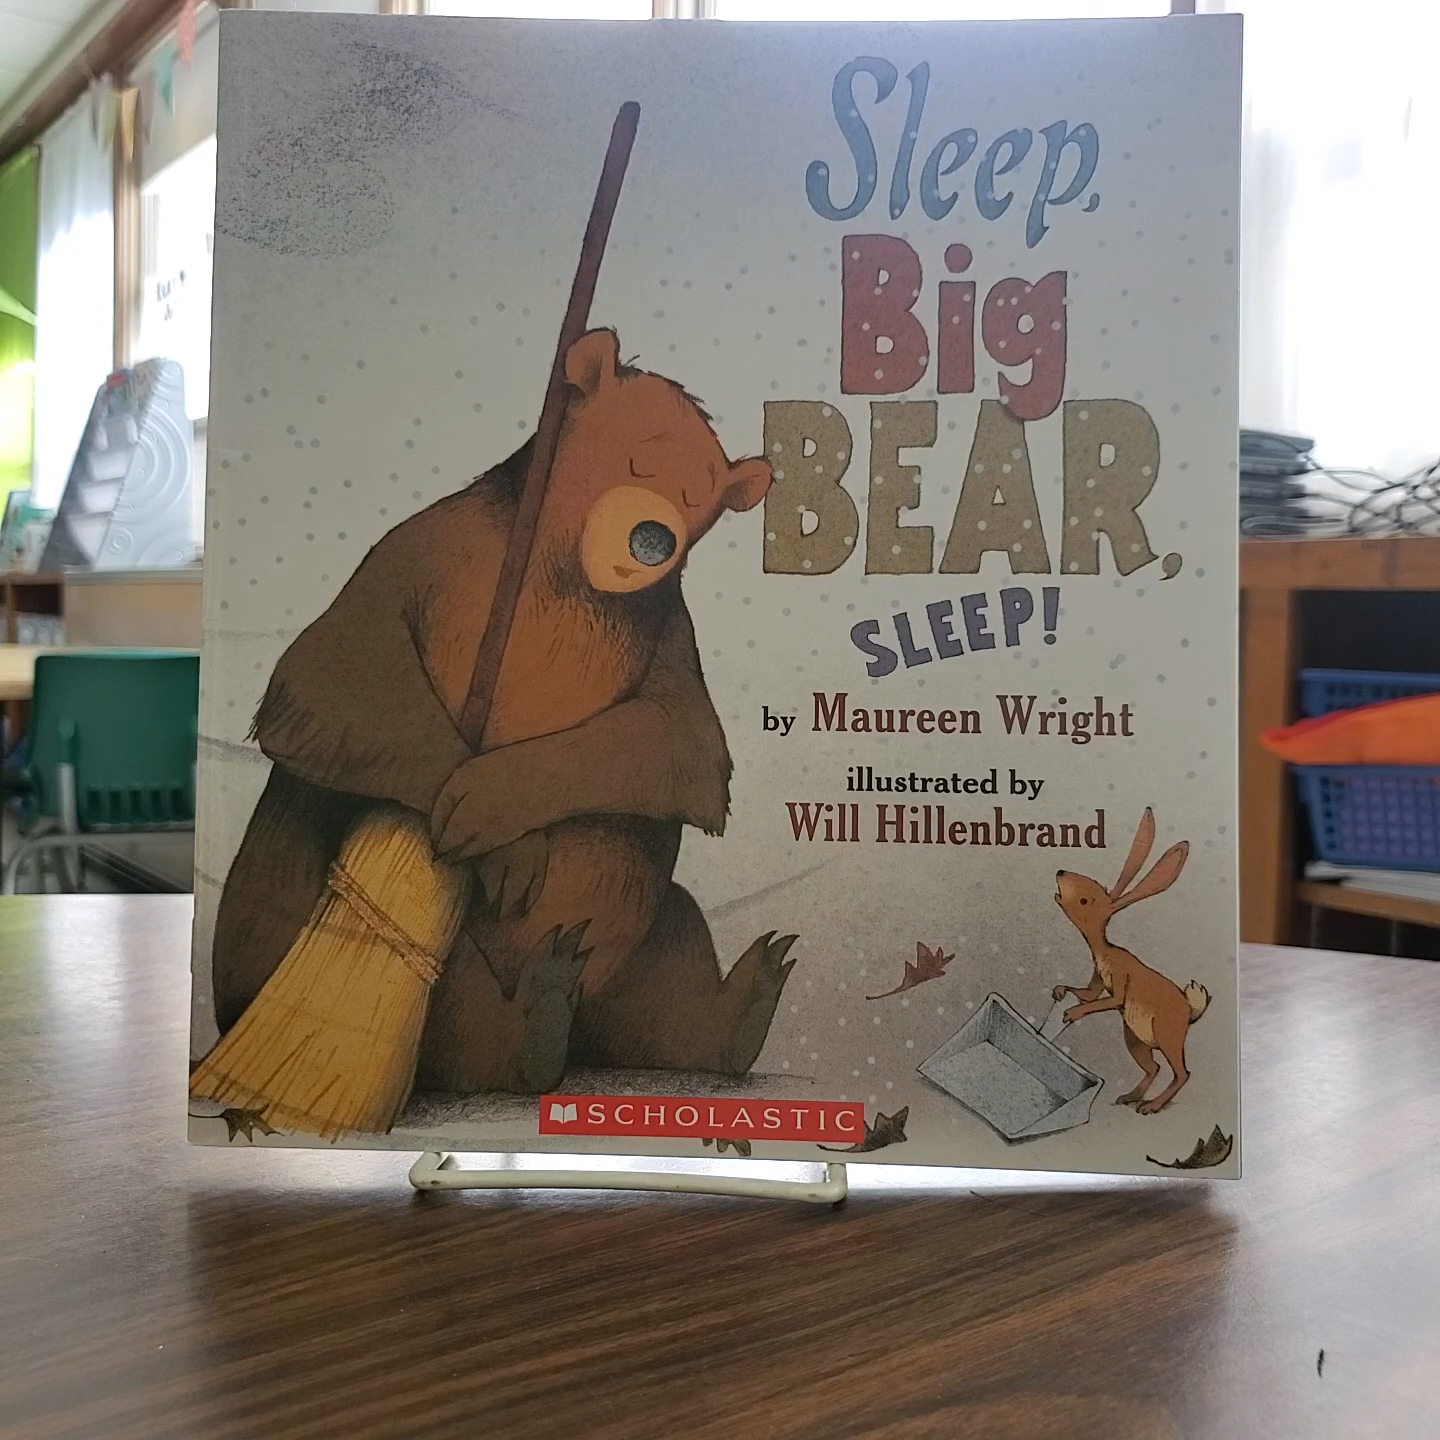 Sleep,
Big
BEAR,
SLEEP!
by Maureen Wright
illustrated by
Will Hillenbrand
SCHOLASTIC